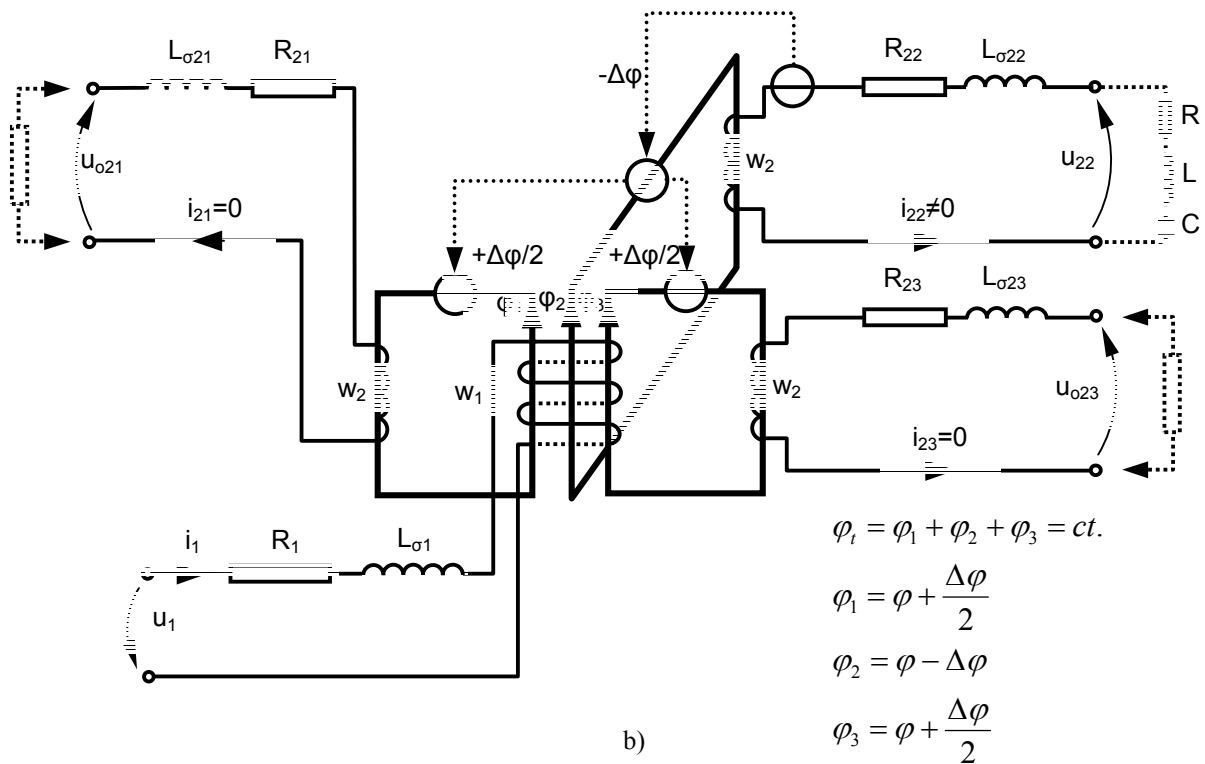 -Δφ
Lσ21 R21
R22 Lσ22
R
L
C
uo21
w2
u22
i21=0
i22≠0
+Δφ/2 +Δφ/2
φ2
R23 Lσ23
w2 w1 w2
uo23
i23=0
i1 R1 Lσ1
u1
φt = φ1 + φ2 + φ3 = ct.
φ1 = φ + Δφ/2
φ2 = φ − Δφ
φ3 = φ + Δφ/2
b)